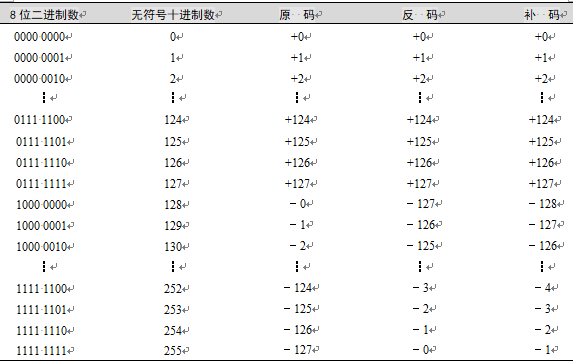 8 位二进制数 无符号十进制数 原 码 反 码 补 码
0000 0000 0 +0 +0 +0
0000 0001 1 +1 +1 +1
0000 0010 2 +2 +2 +2
⋮ ⋮ ⋮ ⋮ ⋮
0111 1100 124 +124 +124 +124
0111 1101 125 +125 +125 +125
0111 1110 126 +126 +126 +126
0111 1111 127 +127 +127 +127
1000 0000 128 −0 −127 −128
1000 0001 129 −1 −126 −127
1000 0010 130 −2 −125 −126
⋮ ⋮ ⋮ ⋮ ⋮
1111 1100 252 −124 −3 −4
1111 1101 253 −125 −2 −3
1111 1110 254 −126 −1 −2
1111 1111 255 −127 −0 −1